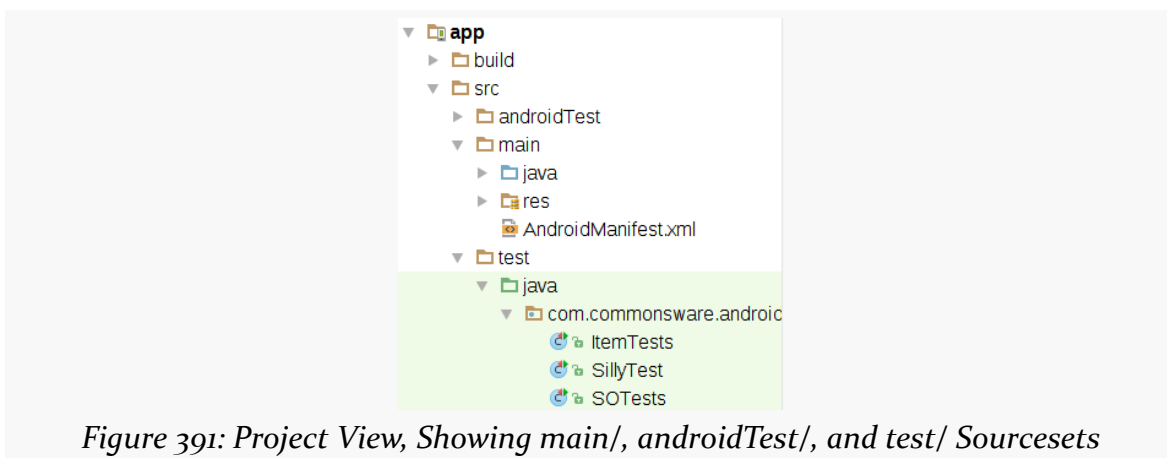 app
build
src
androidTest
main
java
res
AndroidManifest.xml
test
java
com.commonsware.android
ItemTests
SillyTest
SOTests
Figure 391: Project View, Showing main/, androidTest/, and test/ Sourcesets